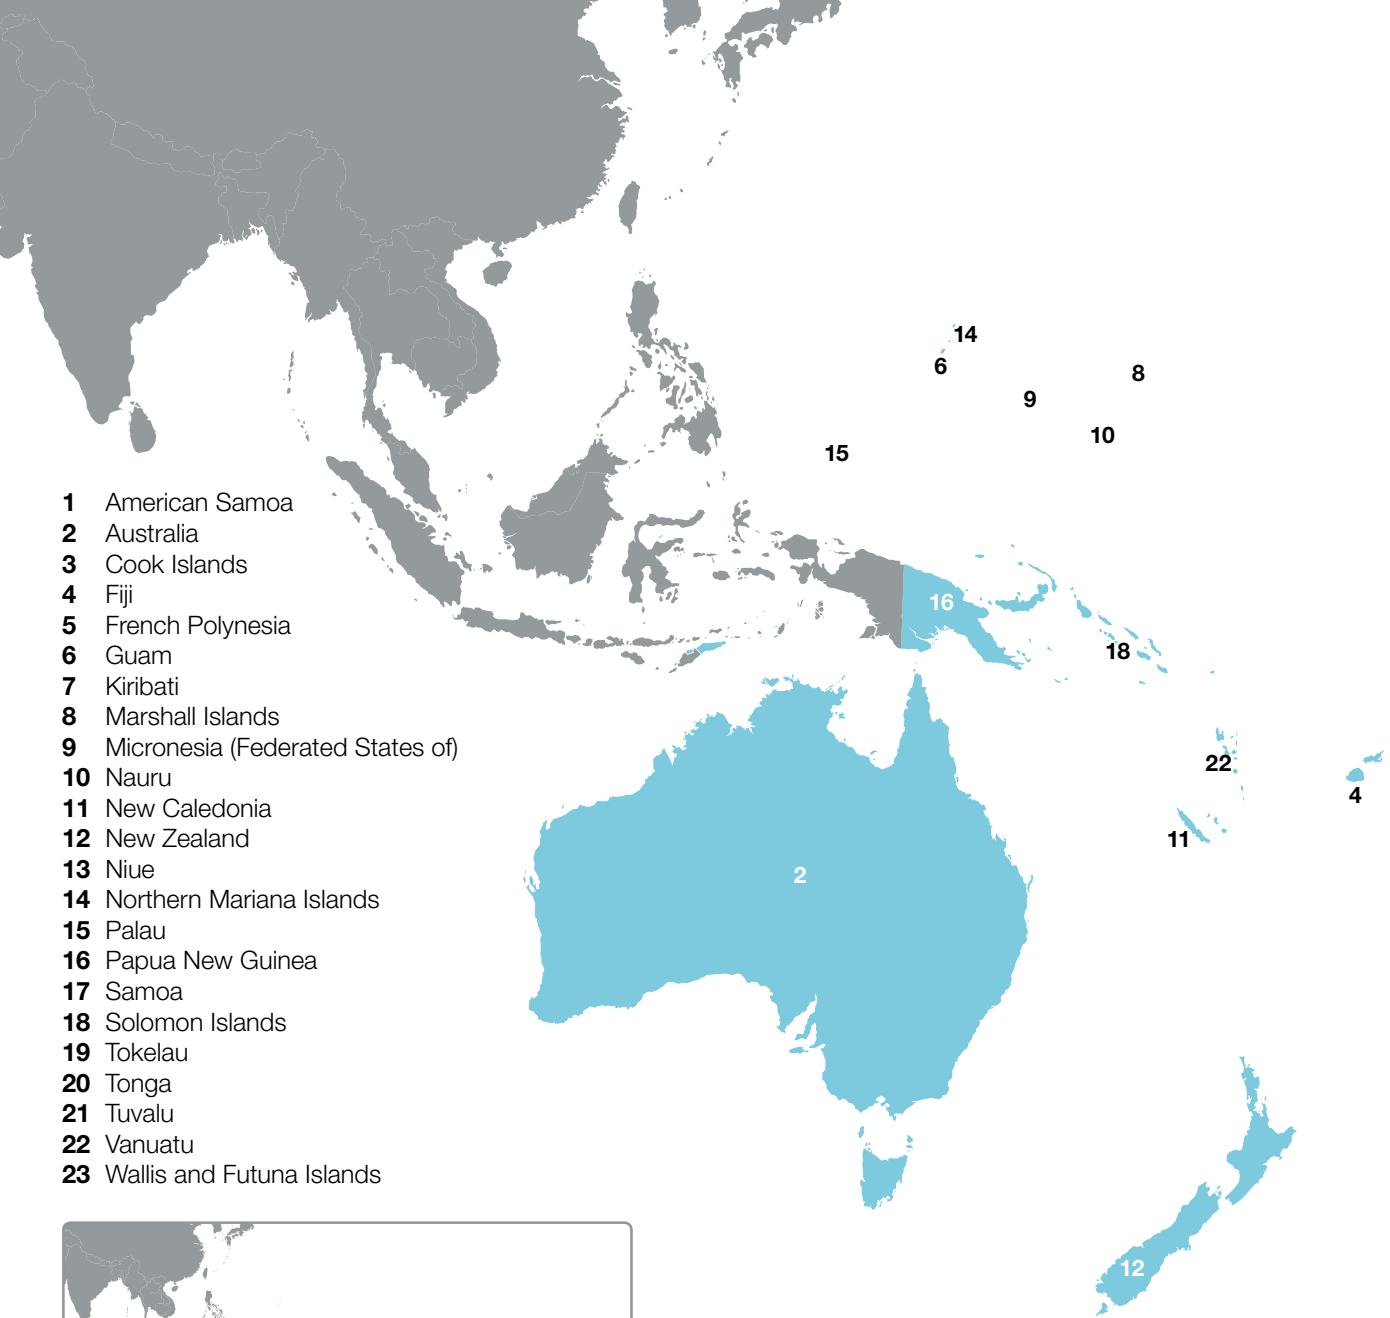 14
6
8
9
10
15
1 American Samoa
2 Australia
3 Cook Islands
4 Fiji
5 French Polynesia
6 Guam
7 Kiribati
8 Marshall Islands
9 Micronesia (Federated States of)
10 Nauru
11 New Caledonia
12 New Zealand
13 Niue
14 Northern Mariana Islands
15 Palau
16 Papua New Guinea
17 Samoa
18 Solomon Islands
19 Tokelau
20 Tonga
21 Tuvalu
22 Vanuatu
23 Wallis and Futuna Islands
16
18
22
4
11
2
12